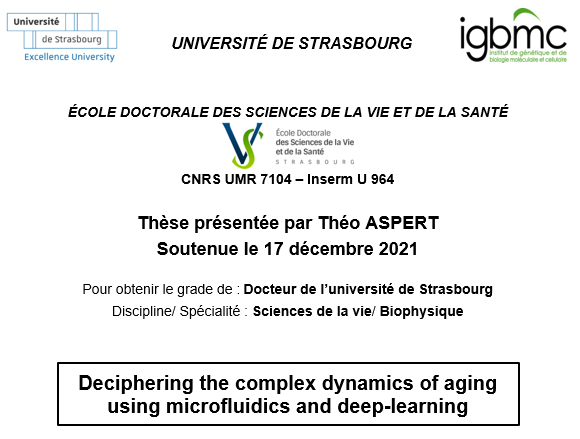 Université
de Strasbourg
Excellence University
UNIVERSITÉ DE STRASBOURG
igbmc
Institut de génétique et de
biologie moléculaire et cellulaire
ÉCOLE DOCTORALE DES SCIENCES DE LA VIE ET DE LA SANTÉ
École Doctorale
des Sciences de la Vie
et de la Santé
STRASBOURG
CNRS UMR 7104 – Inserm U 964
Thèse présentée par Théo ASPERT
Soutenue le 17 décembre 2021
Pour obtenir le grade de : Docteur de l’université de Strasbourg
Discipline/ Spécialité : Sciences de la vie/ Biophysique
Deciphering the complex dynamics of aging
using microfluidics and deep-learning